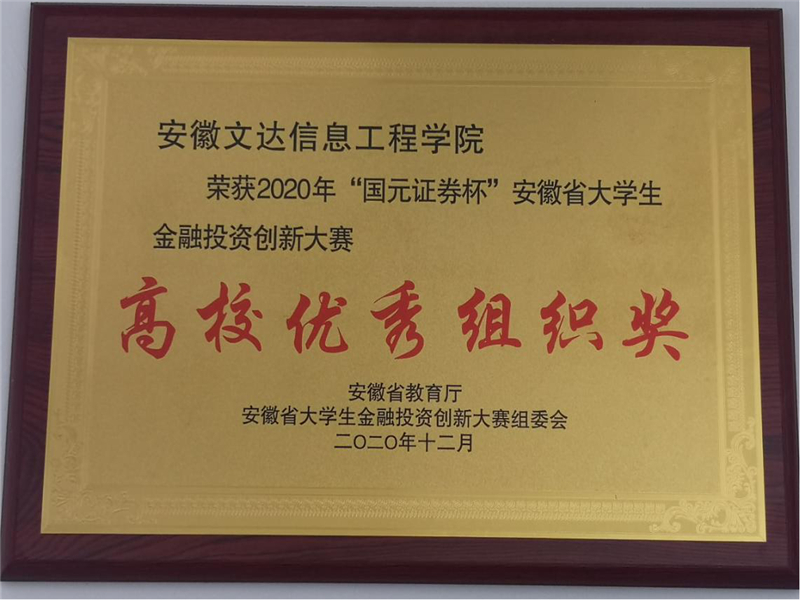 安徽文达信息工程学院
荣获2020年“国元证券杯”安徽省大学生
金融投资创新大赛
高校优秀组织奖
安徽省教育厅
安徽省大学生金融投资创新大赛组委会
二〇二〇年十二月